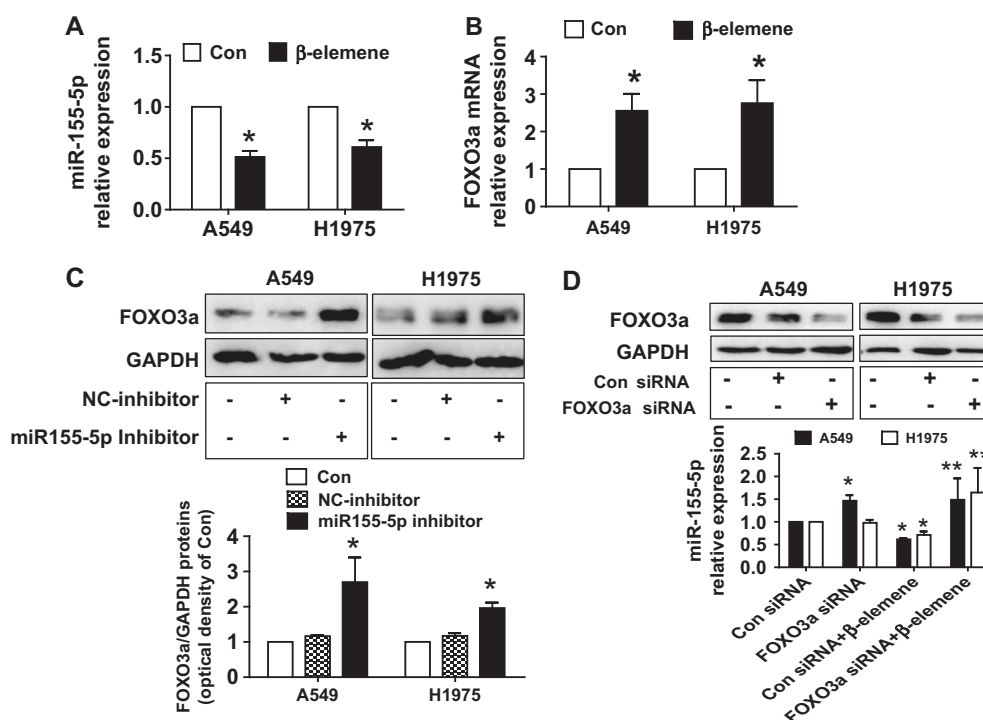 A
Con β-elemene
miR-155-5p
relative expression
1.5
1.0
0.5
0.0
*
*
A549 H1975
B
Con β-elemene
FOXO3a mRNA
relative expression
4
3
2
1
0
*
*
A549 H1975
C
A549 H1975
FOXO3a
GAPDH
NC-inhibitor - + - - + -
miR155-5p Inhibitor - - + - - +
Con
NC-inhibitor
miR155-5p inhibitor
FOXO3a/GAPDH proteins
(optical density of Con)
4
3
2
1
0
*
*
A549 H1975
D
A549 H1975
FOXO3a
GAPDH
Con siRNA - + - - + -
FOXO3a siRNA - - + - - +
A549 H1975
miR-155-5p
relative expression
2.5
2.0
1.5
1.0
0.5
0.0
*
*
*
**
**
Con siRNA
FOXO3a siRNA
Con siRNA+β-elemene
FOXO3a siRNA+β-elemene